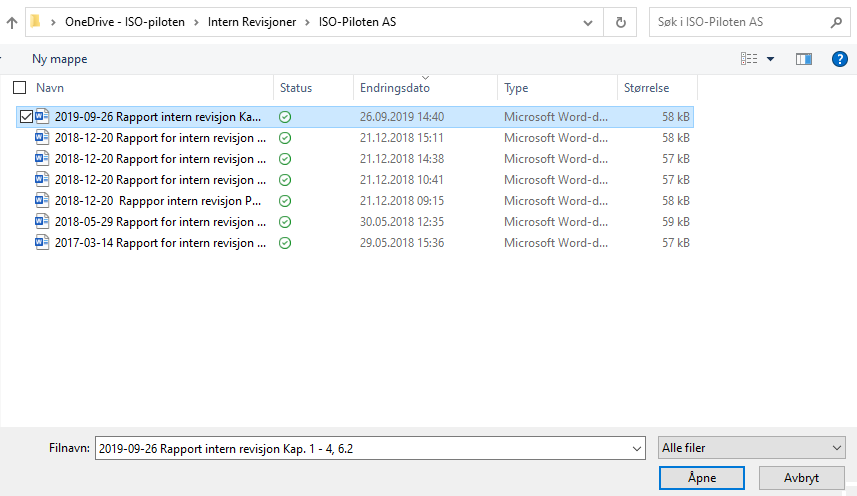 OneDrive - ISO-piloten > Intern Revisjoner > ISO-Piloten AS
Søk i ISO-Piloten AS
Ny mappe
?
Navn Status Endringsdato Type Størrelse
2019-09-26 Rapport intern revisjon Ka... 26.09.2019 14:40 Microsoft Word-d... 58 kB
2018-12-20 Rapport for intern revisjon ... 21.12.2018 15:11 Microsoft Word-d... 58 kB
2018-12-20 Rapport for intern revisjon ... 21.12.2018 14:38 Microsoft Word-d... 57 kB
2018-12-20 Rapport for intern revisjon ... 21.12.2018 10:41 Microsoft Word-d... 57 kB
2018-12-20  Rapppor intern revisjon P... 21.12.2018 09:15 Microsoft Word-d... 58 kB
2018-05-29 Rapport for intern revisjon ... 30.05.2018 12:35 Microsoft Word-d... 59 kB
2017-03-14 Rapport for intern revisjon ... 29.05.2018 15:36 Microsoft Word-d... 57 kB
Filnavn: 2019-09-26 Rapport intern revisjon Kap. 1 - 4, 6.2 Alle filer
Åpne Avbryt